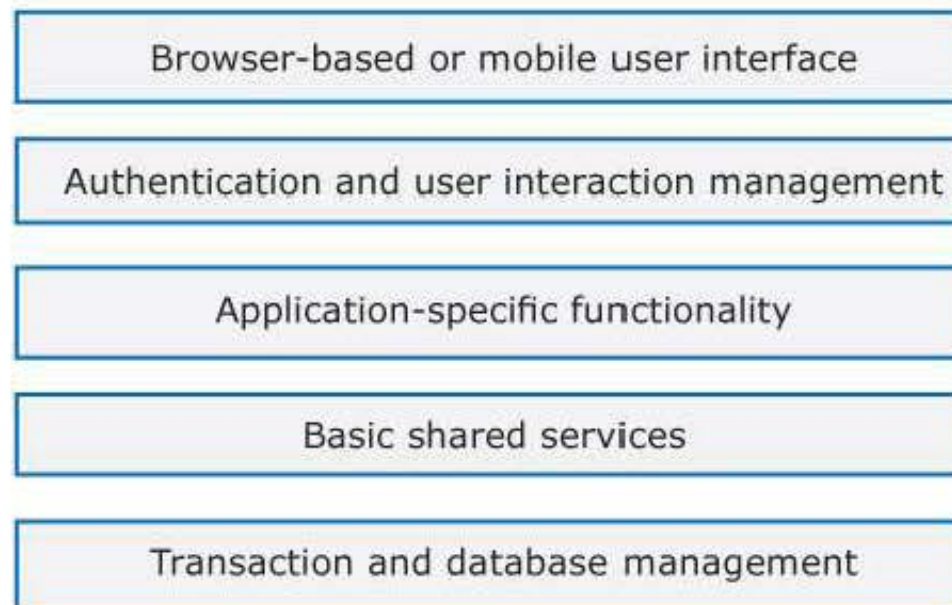 Browser-based or mobile user interface
Authentication and user interaction management
Application-specific functionality
Basic shared services
Transaction and database management